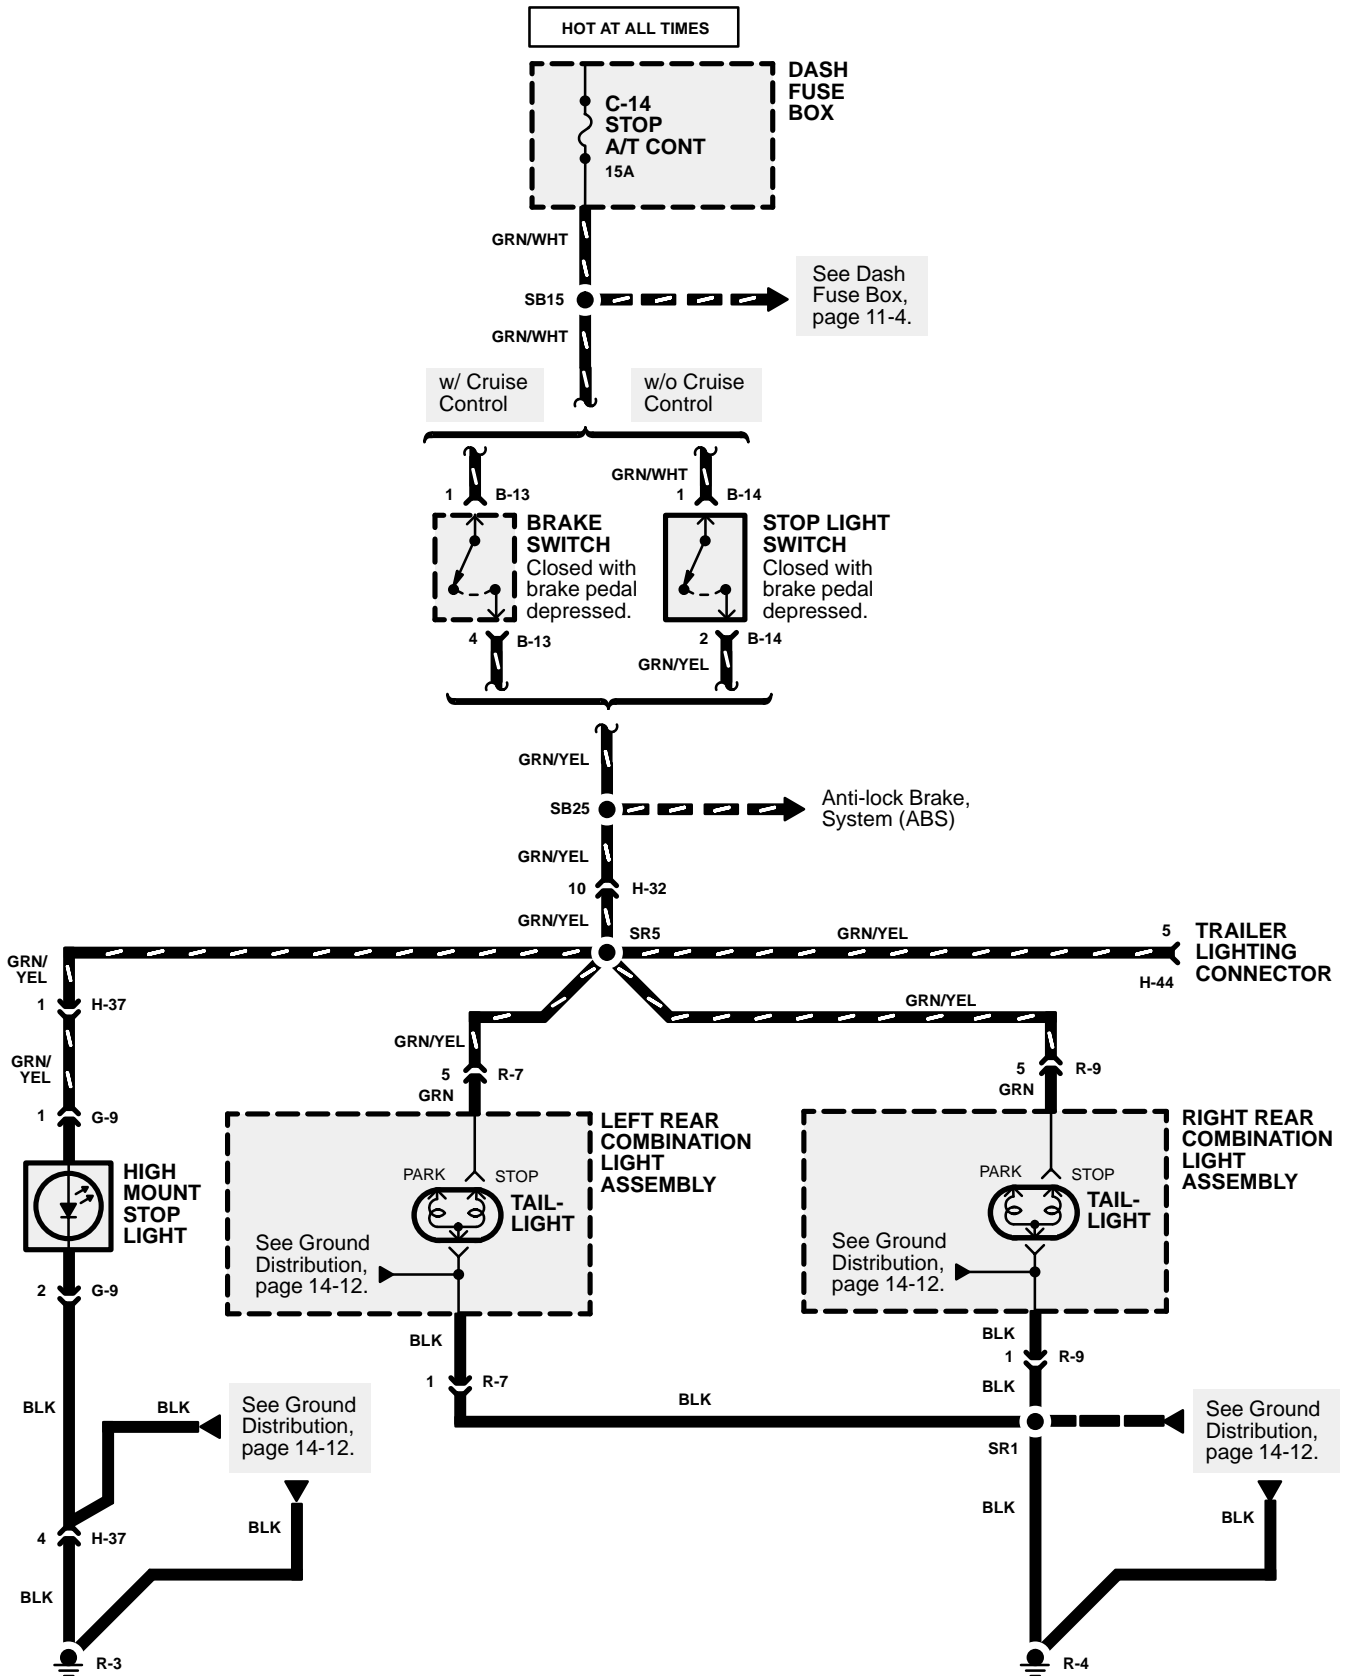 HOT AT ALL TIMES
DASH
FUSE
BOX
C-14
STOP
A/T CONT
15A
GRN/WHT
SB15
See Dash
Fuse Box,
page 11-4.
GRN/WHT
w/ Cruise
Control
w/o Cruise
Control
GRN/WHT
1
B-13
1
B-14
BRAKE
SWITCH
Closed with
brake pedal
depressed.
STOP LIGHT
SWITCH
Closed with
brake pedal
depressed.
4
B-13
2
B-14
GRN/YEL
GRN/YEL
SB25
Anti-lock Brake,
System (ABS)
GRN/YEL
10
H-32
GRN/YEL
SR5
GRN/YEL
5
H-44
TRAILER
LIGHTING
CONNECTOR
GRN/
YEL
1
H-37
GRN/
YEL
1
G-9
HIGH
MOUNT
STOP
LIGHT
2
G-9
GRN/YEL
5
R-7
GRN
LEFT REAR
COMBINATION
LIGHT
ASSEMBLY
PARK
STOP
TAIL-
LIGHT
See Ground
Distribution,
page 14-12.
BLK
1
R-7
BLK
GRN/YEL
5
R-9
GRN
RIGHT REAR
COMBINATION
LIGHT
ASSEMBLY
PARK
STOP
TAIL-
LIGHT
See Ground
Distribution,
page 14-12.
BLK
1
R-9
BLK
SR1
See Ground
Distribution,
page 14-12.
BLK
BLK
R-4
BLK
BLK
See Ground
Distribution,
page 14-12.
BLK
4
H-37
BLK
R-3